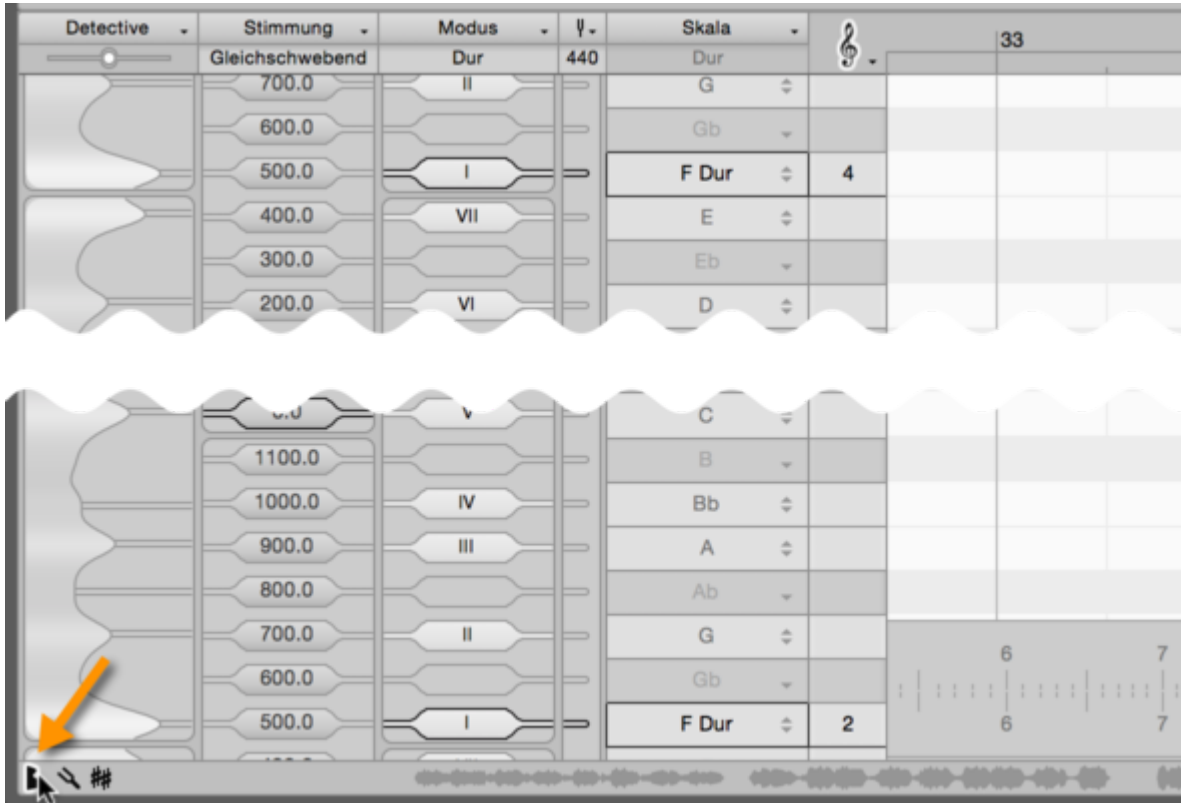 Detective Stimmung Modus Skala 33
Gleichschwebend Dur 440 Dur
700.0 II G
600.0 Gb
500.0 I F Dur 4
400.0 VII E
300.0 Eb
200.0 VI D
0.0 V C
1100.0 B
1000.0 IV Bb
900.0 III A
800.0 Ab
700.0 II G
6 7
600.0 Gb
500.0 I F Dur 2
6 7